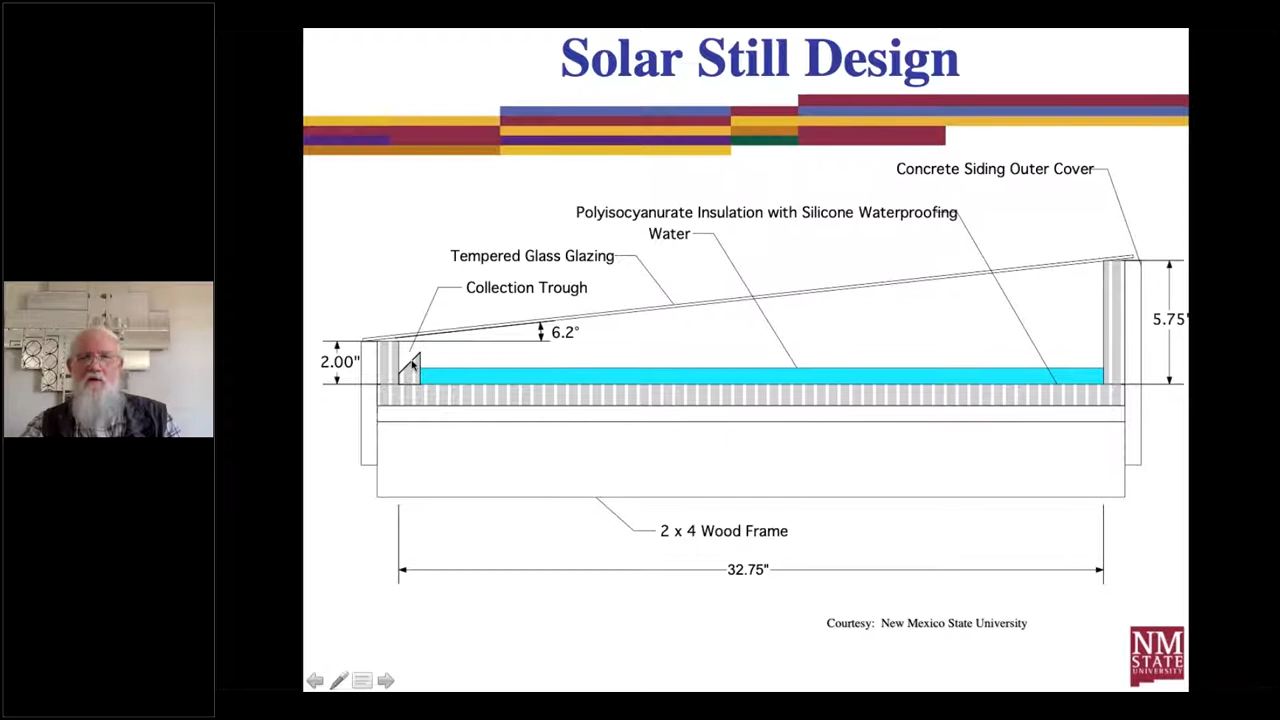 Solar Still Design
Concrete Siding Outer Cover
Polyisocyanurate Insulation with Silicone Waterproofing
Water
Tempered Glass Glazing
Collection Trough
6.2°
2.00"
5.75"
2 x 4 Wood Frame
32.75"
Courtesy: New Mexico State University
NM
STATE
UNIVERSITY